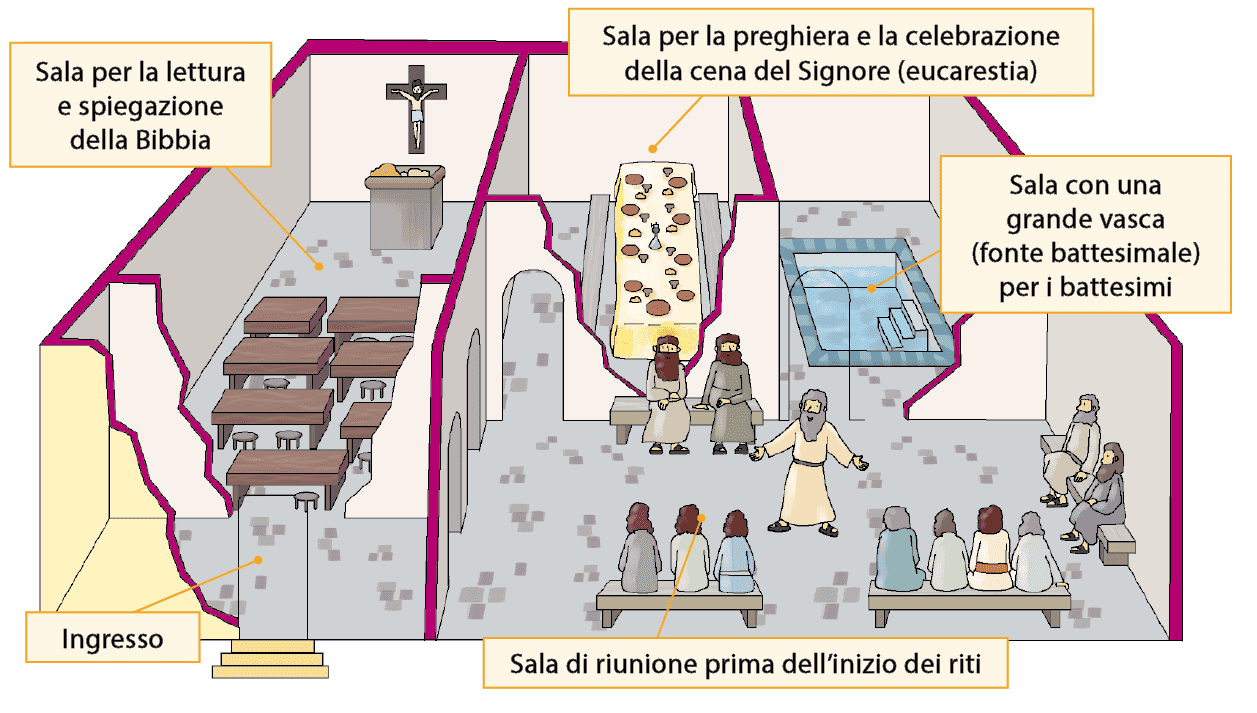 Sala per la lettura
e spiegazione
della Bibbia
Sala per la preghiera e la celebrazione
della cena del Signore (eucarestia)
Sala con una
grande vasca
(fonte battesimale)
per i battesimi
Ingresso
Sala di riunione prima dell’inizio dei riti